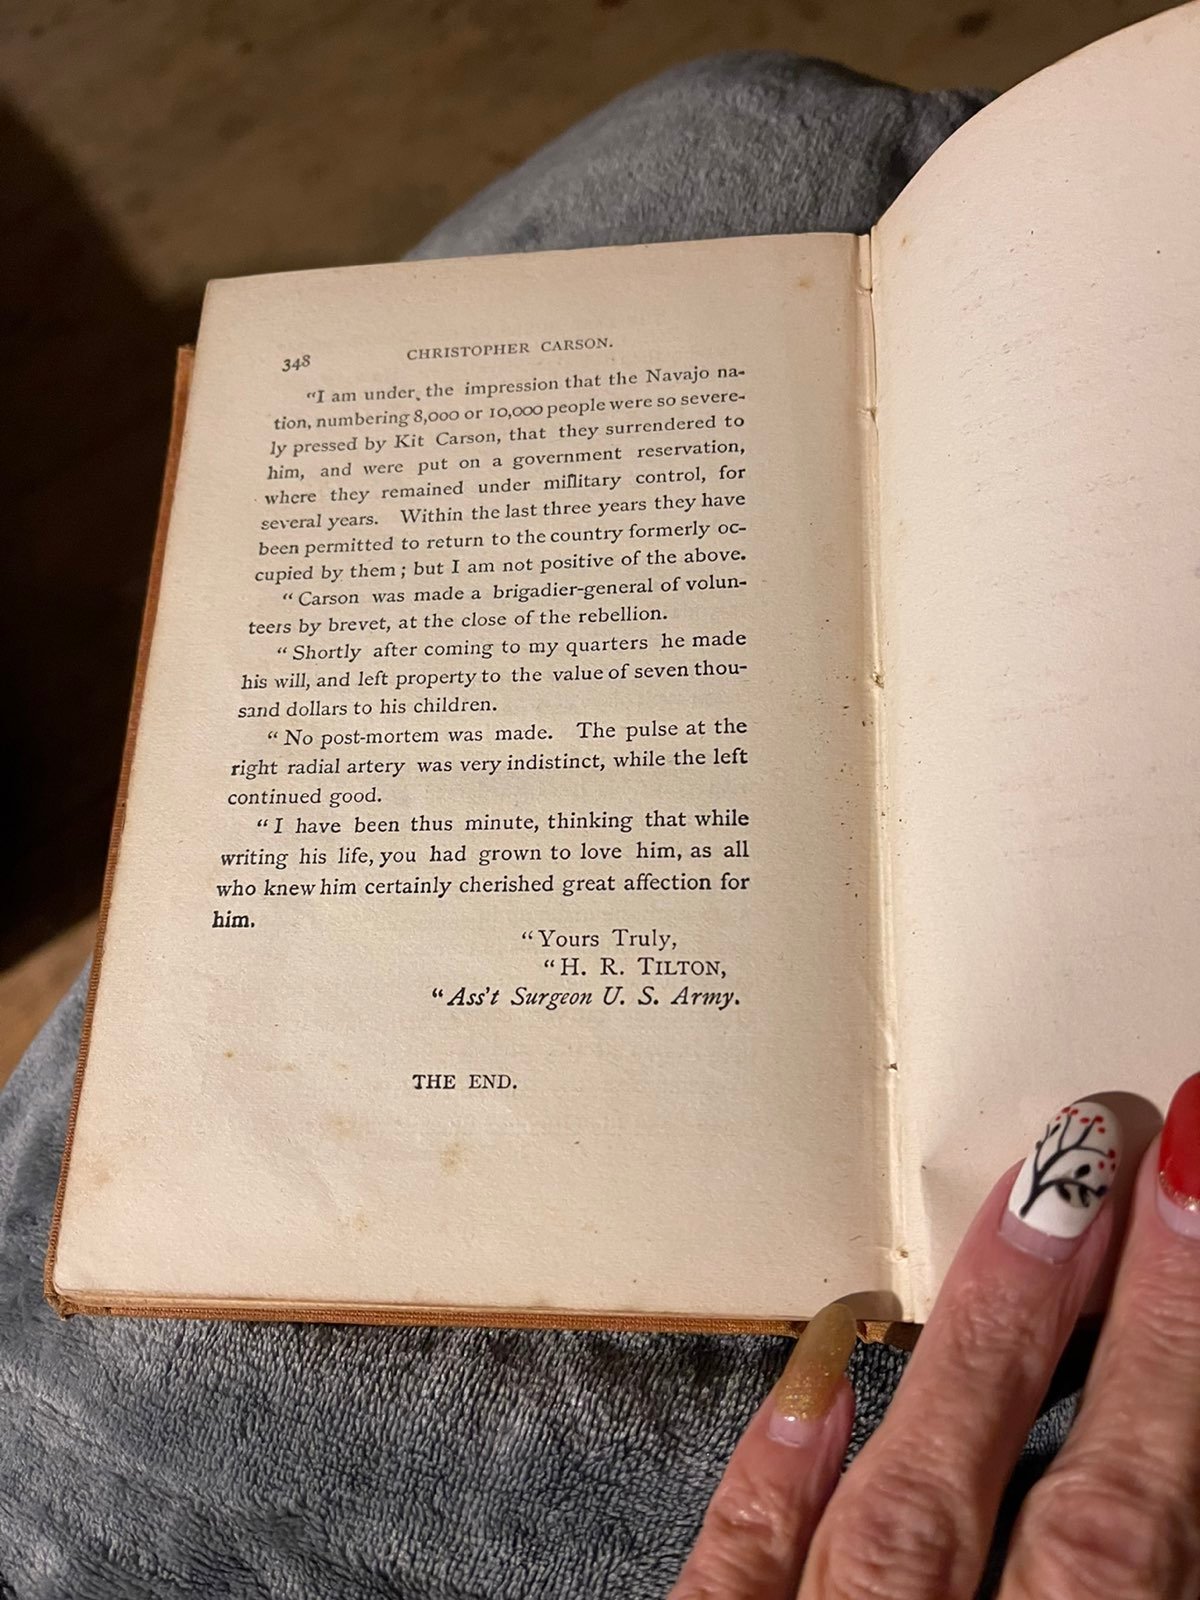 348 CHRISTOPHER CARSON.
"I am under the impression that the Navajo na-
tion, numbering 8,000 or 10,000 people were so severe-
ly pressed by Kit Carson, that they surrendered to
him, and were put on a government reservation,
where they remained under military control, for
several years. Within the last three years they have
been permitted to return to the country formerly oc-
cupied by them; but I am not positive of the above.
"Carson was made a brigadier-general of volun-
teers by brevet, at the close of the rebellion.
"Shortly after coming to my quarters he made
his will, and left property to the value of seven thou-
sand dollars to his children.
"No post-mortem was made. The pulse at the
right radial artery was very indistinct, while the left
continued good.
"I have been thus minute, thinking that while
writing his life, you had grown to love him, as all
who knew him certainly cherished great affection for
him.
"Yours Truly,
"H. R. TILTON,
"Ass't Surgeon U. S. Army.
THE END.